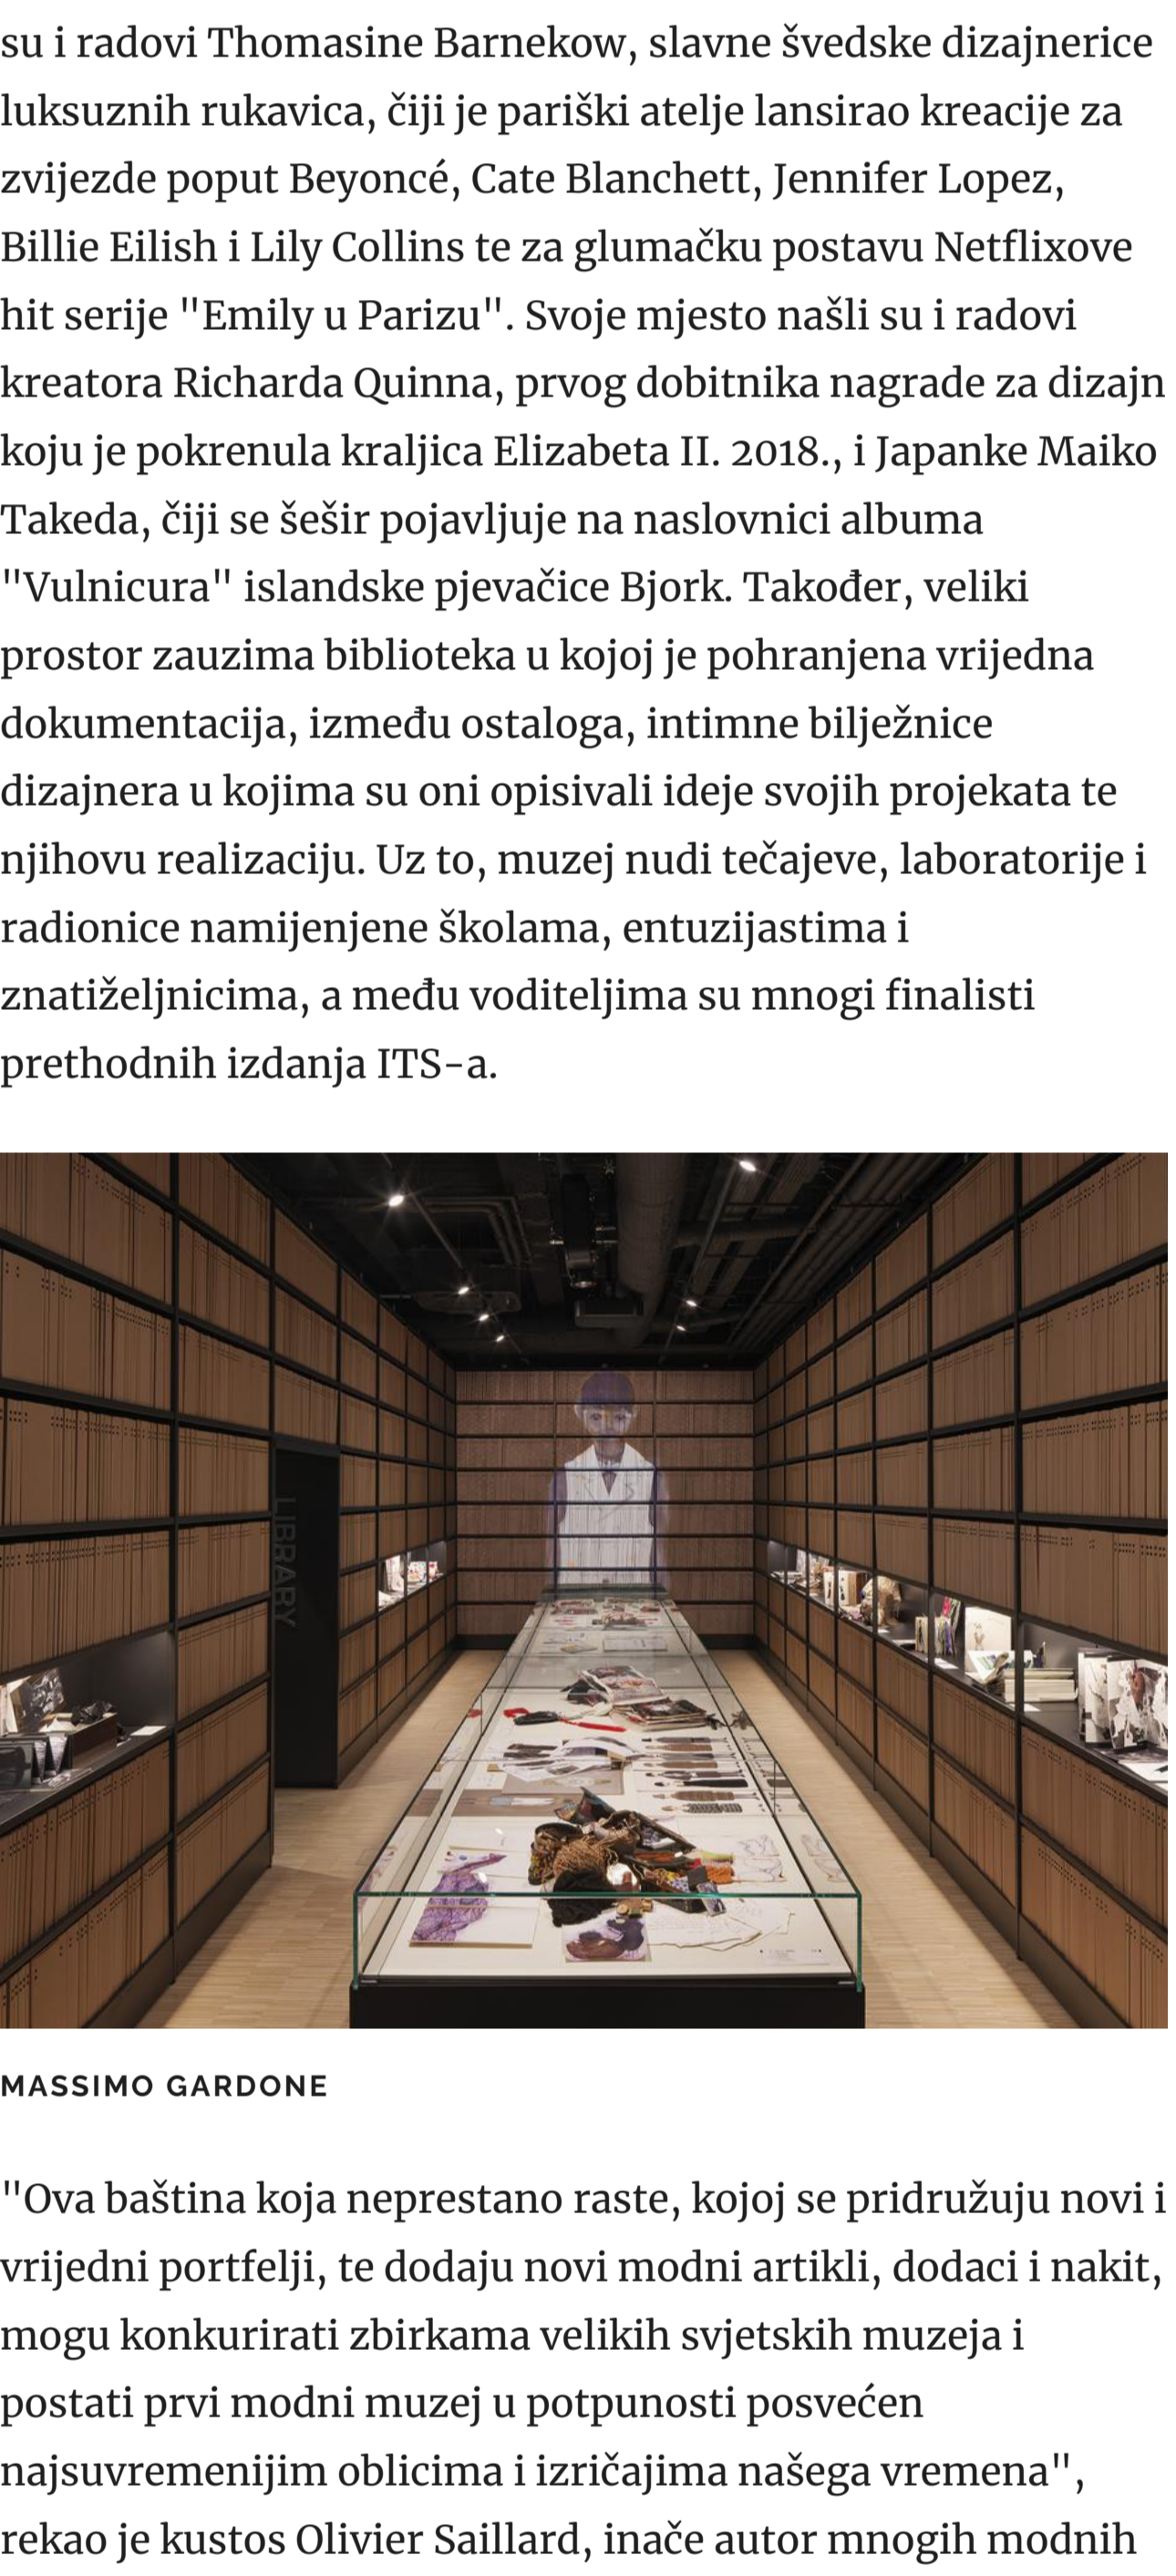 su i radovi Thomasine Barnekow, slavne švedske dizajnerice
luksuznih rukavica, čiji je pariški atelje lansirao kreacije za
zvijezde poput Beyoncé, Cate Blanchett, Jennifer Lopez,
Billie Eilish i Lily Collins te za glumačku postavu Netflixove
hit serije "Emily u Parizu". Svoje mjesto našli su i radovi
kreatora Richarda Quinna, prvog dobitnika nagrade za dizajn
koju je pokrenula kraljica Elizabeta II. 2018., i Japanke Maiko
Takeda, čiji se šešir pojavljuje na naslovnici albuma
"Vulnicura" islandske pjevačice Bjork. Također, veliki
prostor zauzima biblioteka u kojoj je pohranjena vrijedna
dokumentacija, između ostaloga, intimne bilježnice
dizajnera u kojima su oni opisivali ideje svojih projekata te
njihovu realizaciju. Uz to, muzej nudi tečajeve, laboratorije i
radionice namijenjene školama, entuzijastima i
znatiželjnicima, a među voditeljima su mnogi finalisti
prethodnih izdanja ITS-a.
LIBRARY
MASSIMO GARDONE
"Ova baština koja neprestano raste, kojoj se pridružuju novi i
vrijedni portfelji, te dodaju novi modni artikli, dodaci i nakit,
mogu konkurirati zbirkama velikih svjetskih muzeja i
postati prvi modni muzej u potpunosti posvećen
najsuvremenijim oblicima i izričajima našega vremena",
rekao je kustos Olivier Saillard, inače autor mnogih modnih